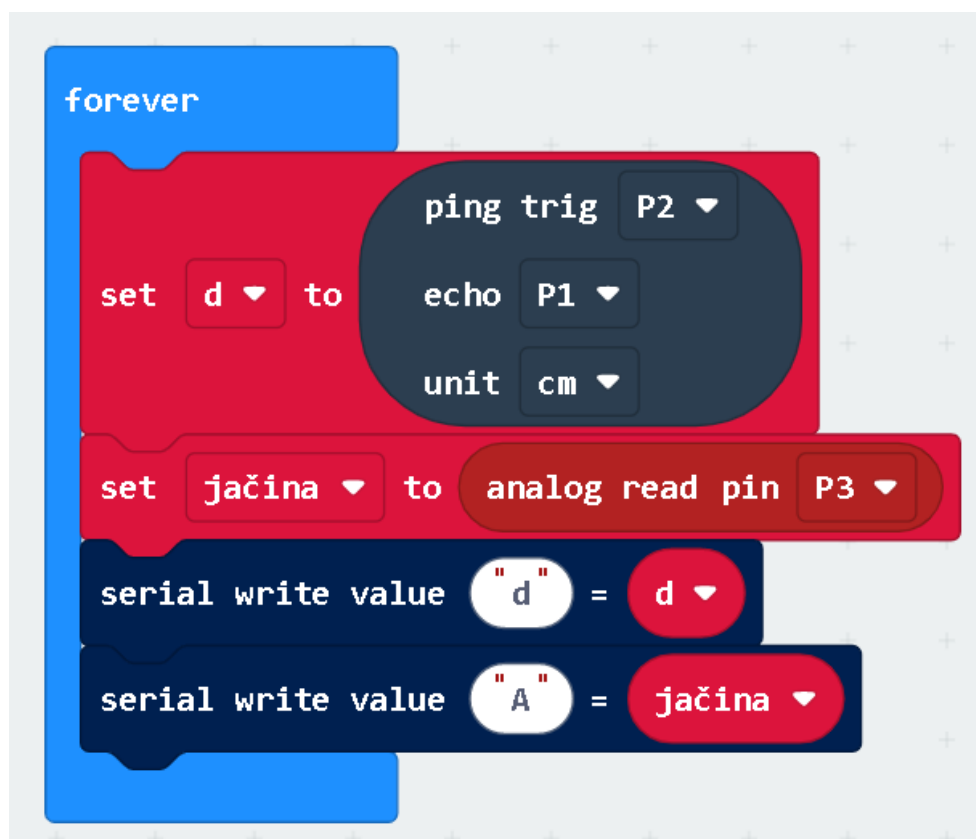 forever
ping trig P2
set d to echo P1
unit cm
set jačina to analog read pin P3
serial write value "d" = d
serial write value "A" = jačina